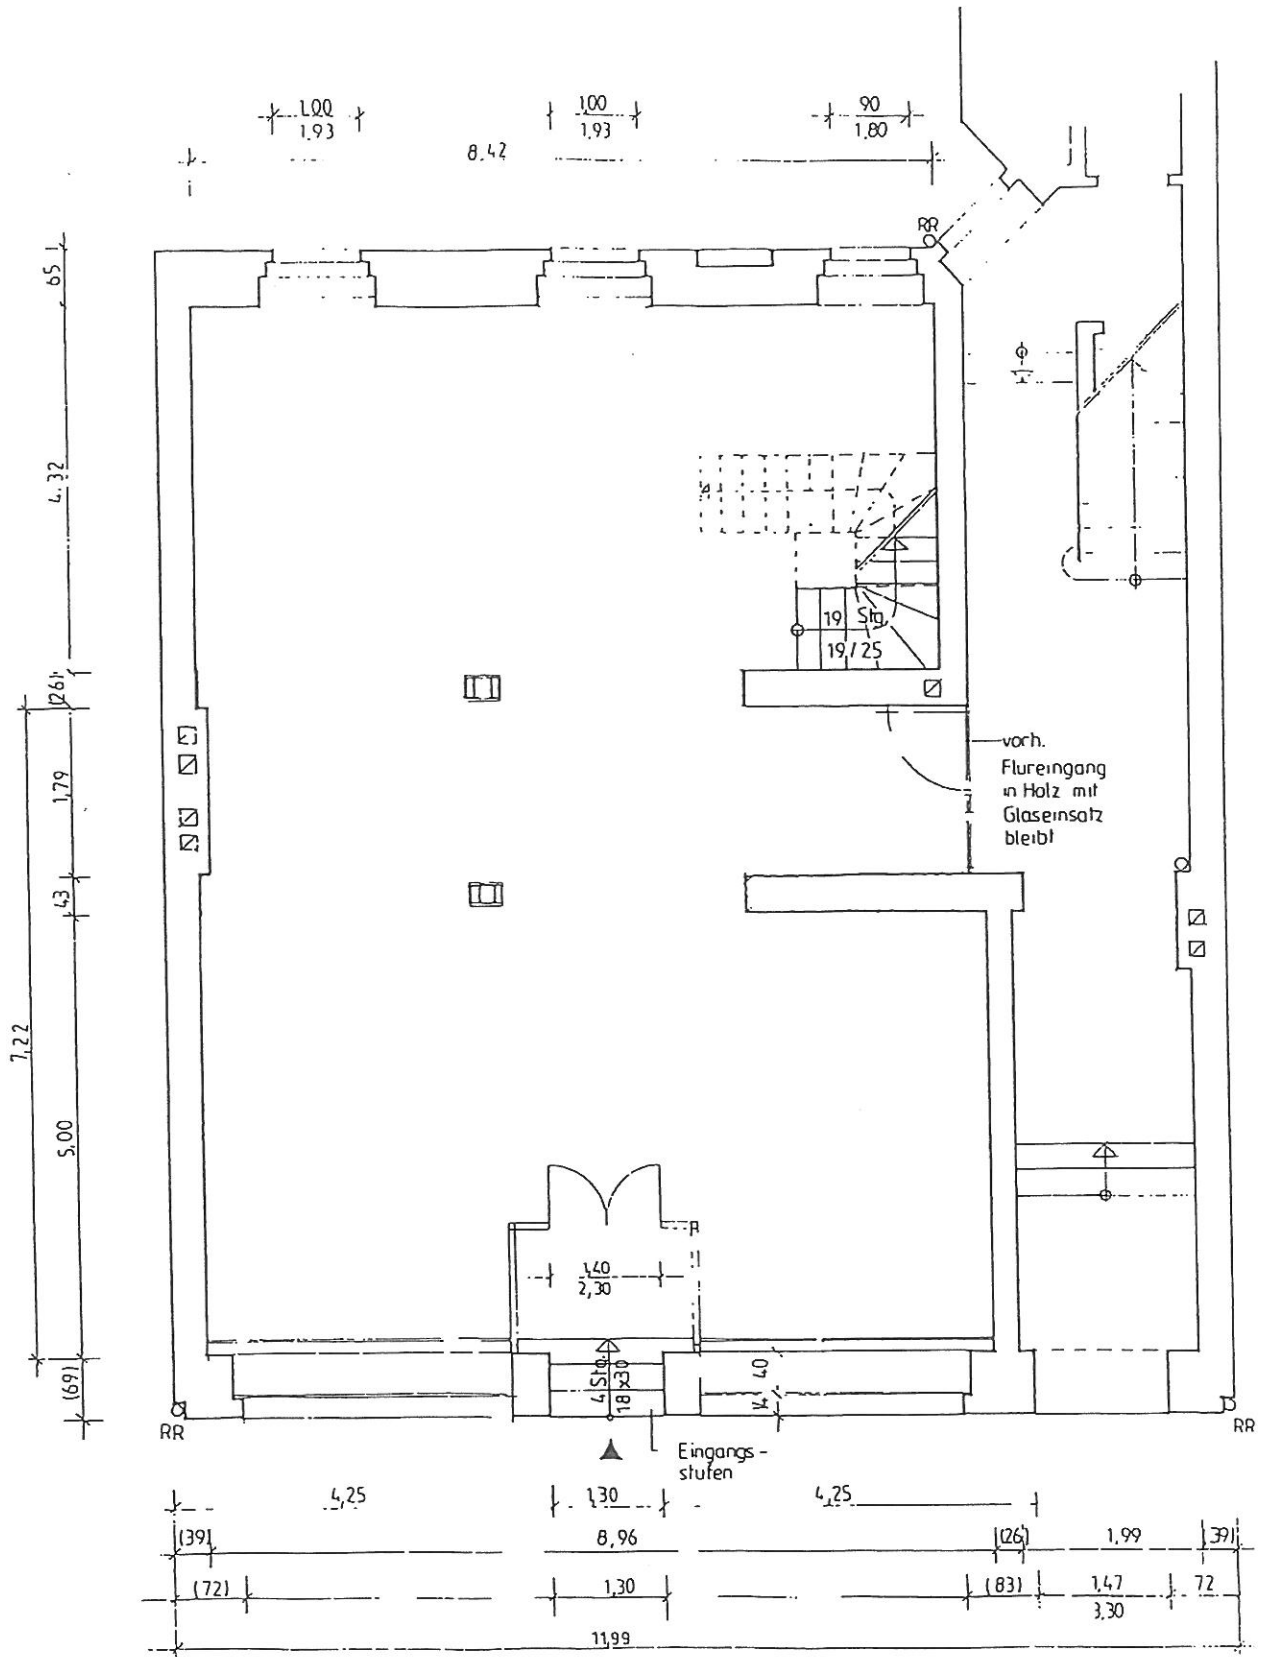 1.00
1.93
1,00
1.93
90
1.80
8.42
RR
65
4.32
(26)
1,79
43
7,22
5,00
(69)
19 Stg.
19/25
vorh.
Flureingang
in Holz mit
Glaseinsatz
bleibt
1,40
2,30
4 Stg.
18 x30
40
14
RR
RR
Eingangs-
stufen
4,25
1,30
4,25
(39)
8,96
(26)
1,99
(39)
(72)
1,30
(83)
1,47
3,30
72
11,99